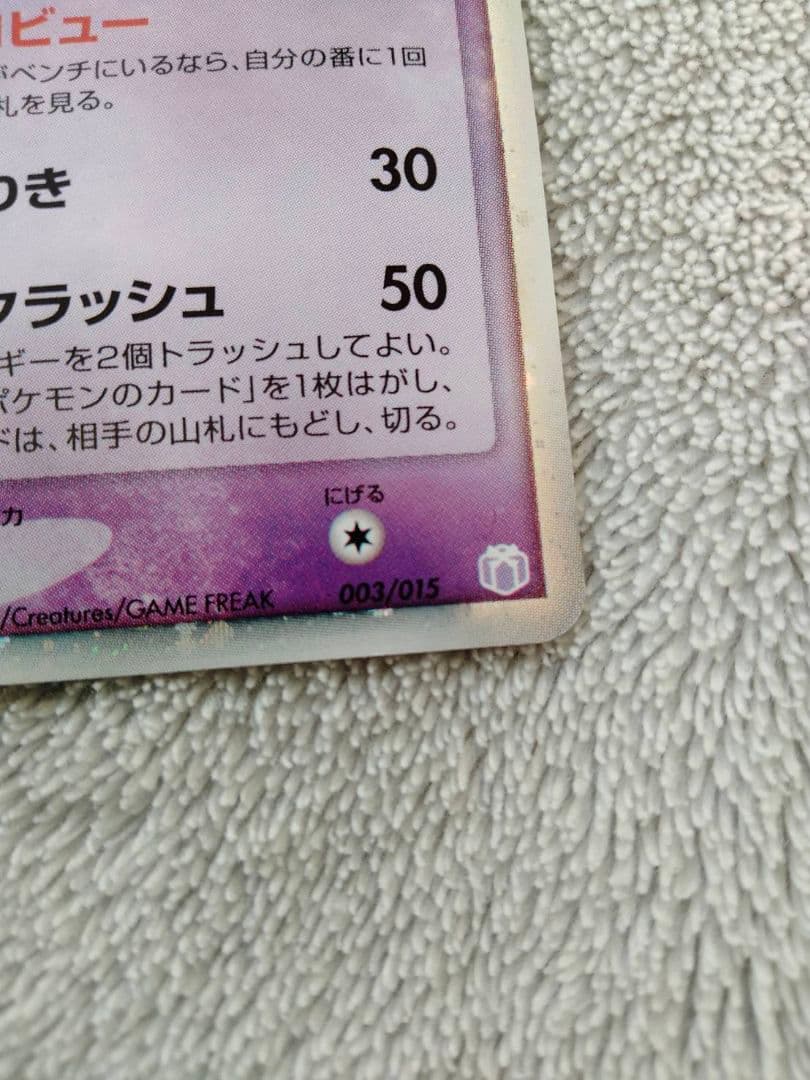 ロビュー
がベンチにいるなら、自分の番に1回
札を見る。
つき 30
クラッシュ 50
ギーを2個トラッシュしてよい。
ポケモンのカード」を1枚はがし、
ドは、相手の山札にもどし、切る。
力
にげる
003/015
/Creatures/GAME FREAK